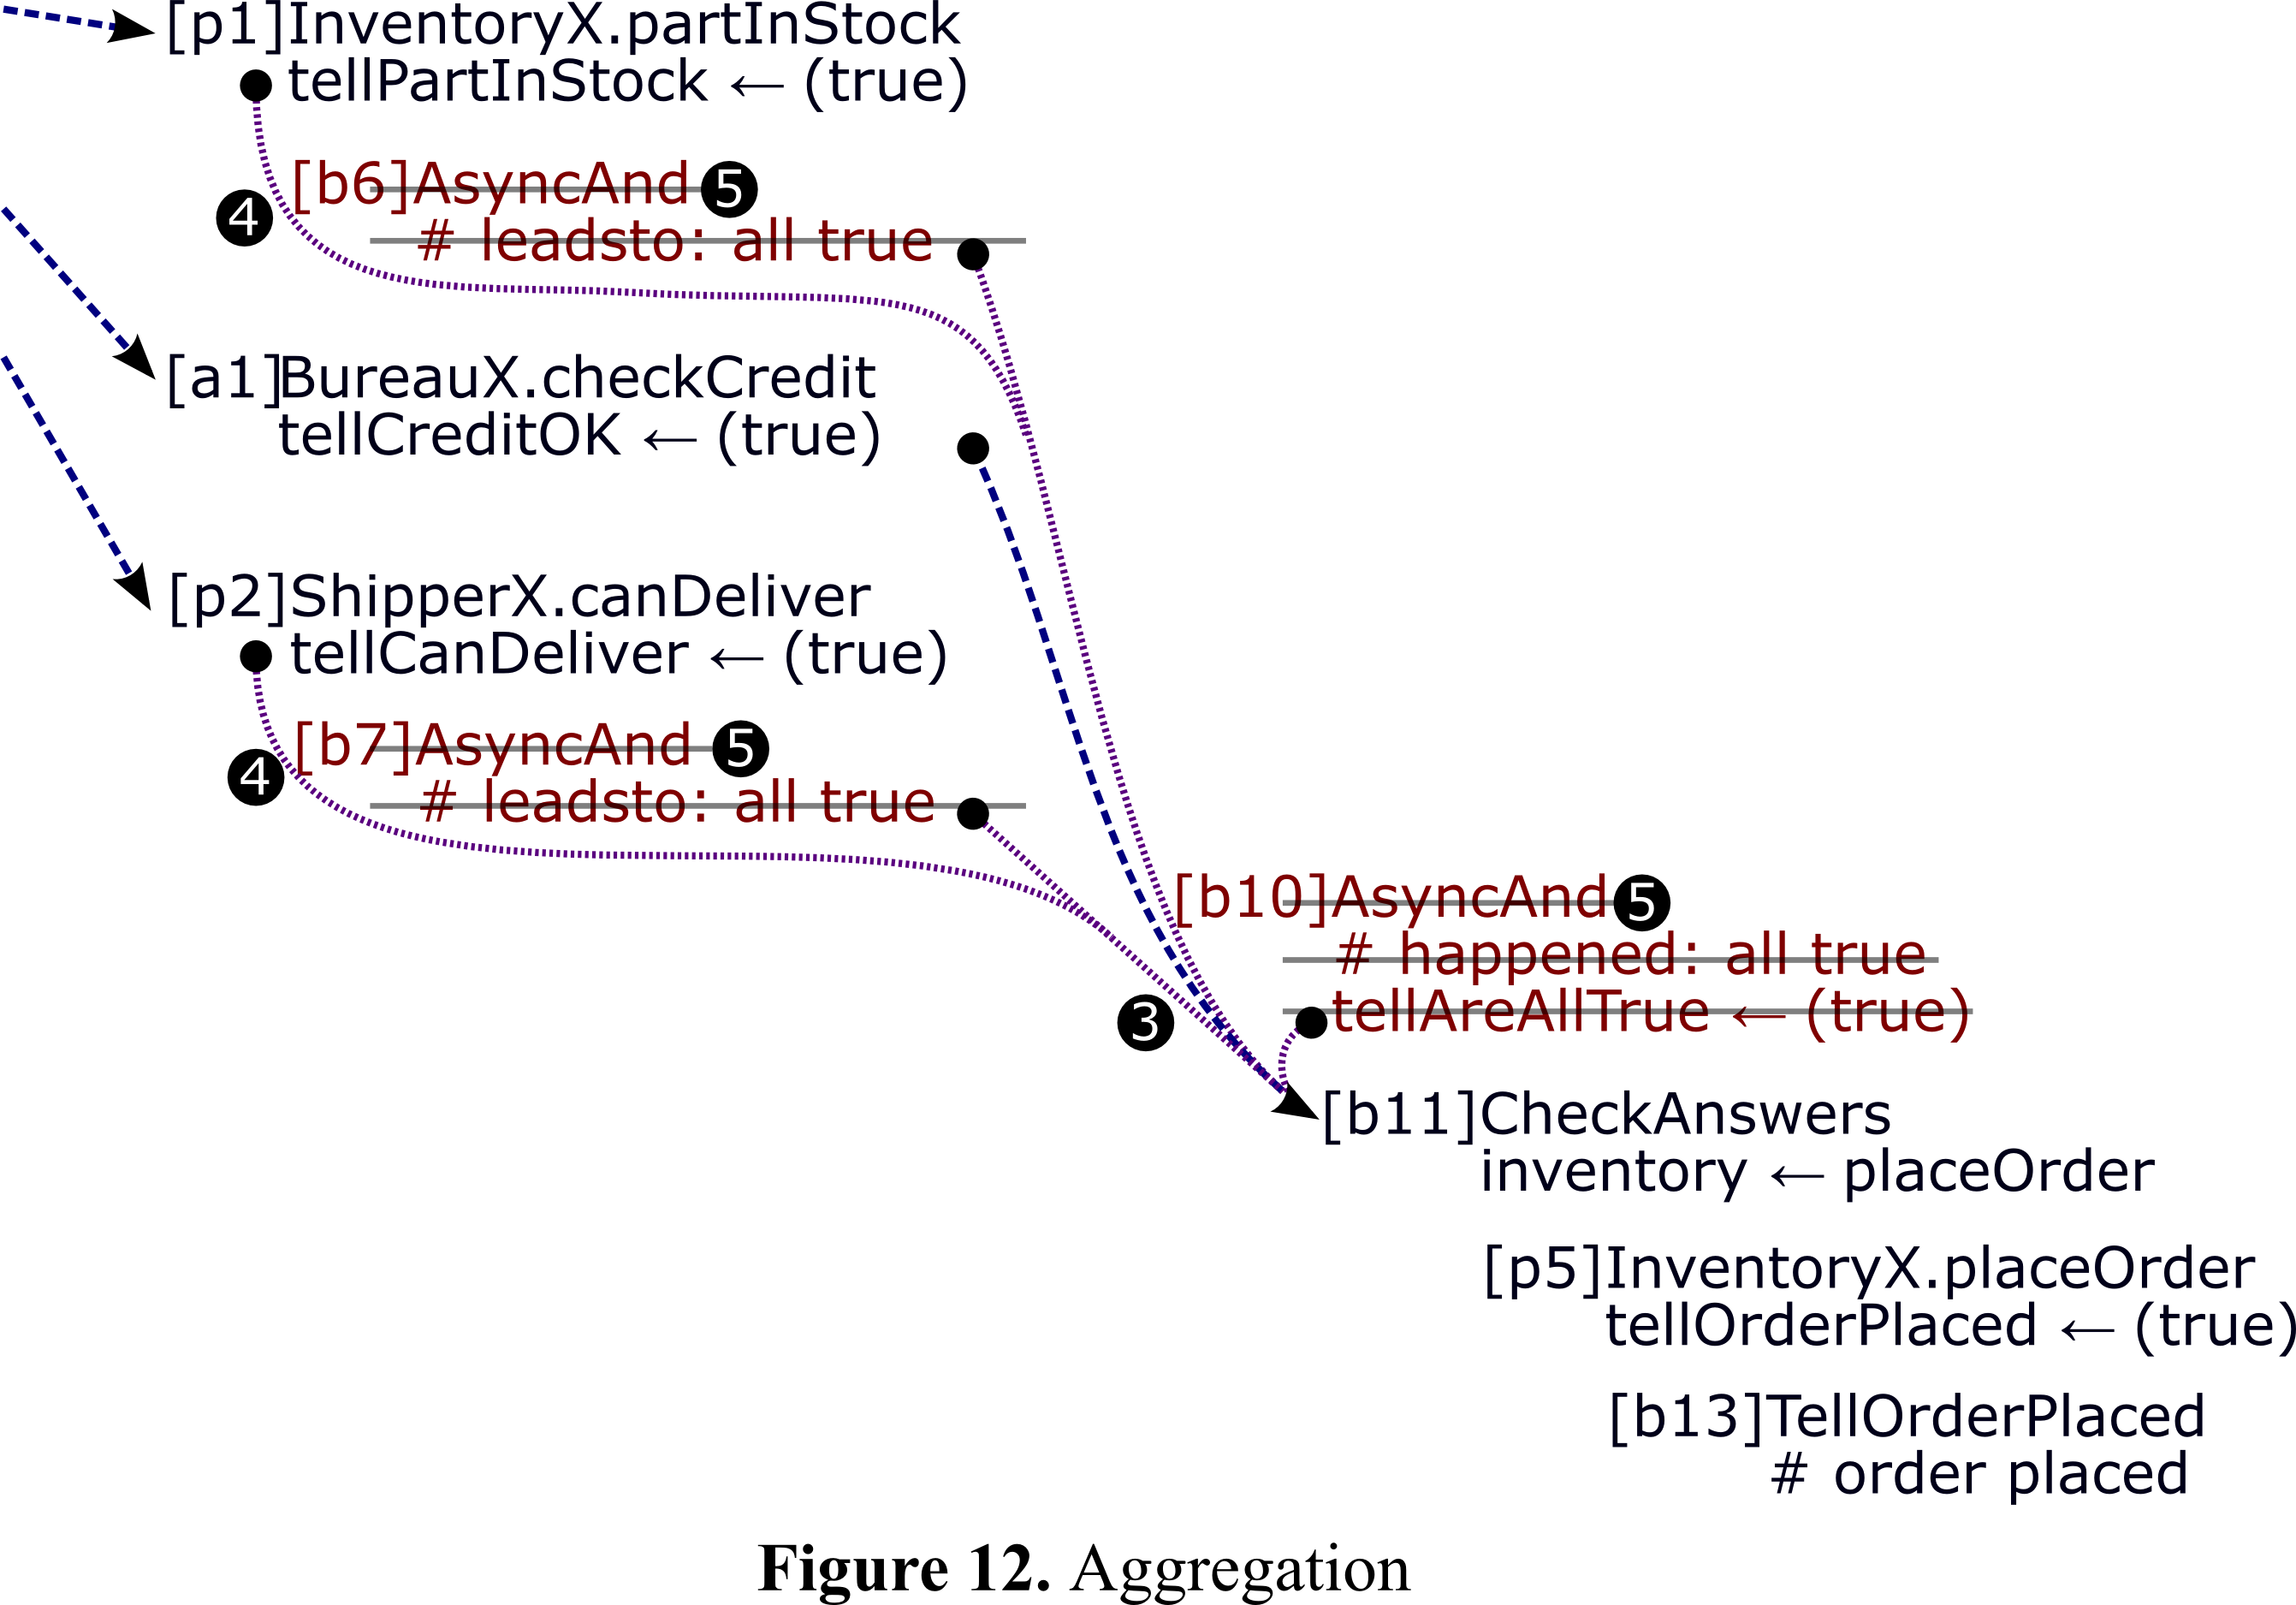 [p1]InventoryX.partInStock
tellPartInStock ← (true)
[b6]AsyncAnd 5
4
# leadsto: all true
[a1]BureauX.checkCredit
tellCreditOK ← (true)
[p2]ShipperX.canDeliver
tellCanDeliver ← (true)
[b7]AsyncAnd 5
4
# leadsto: all true
[b10]AsyncAnd 5
# happened: all true
3
tellAreAllTrue ← (true)
[b11]CheckAnswers
inventory ← placeOrder
[p5]InventoryX.placeOrder
tellOrderPlaced ← (true)
[b13]TellOrderPlaced
# order placed
Figure 12. Aggregation